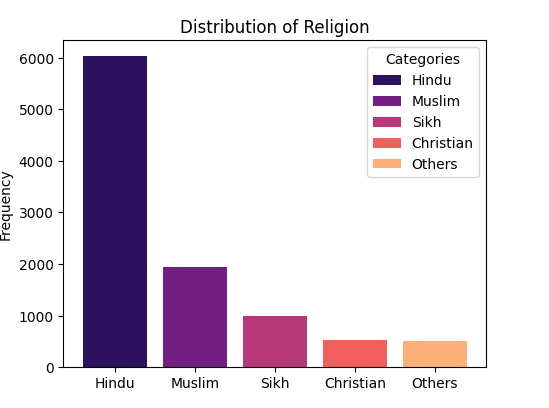 Distribution of Religion
Frequency
6000
5000
4000
3000
2000
1000
0
Categories
Hindu
Muslim
Sikh
Christian
Others
Hindu Muslim Sikh Christian Others